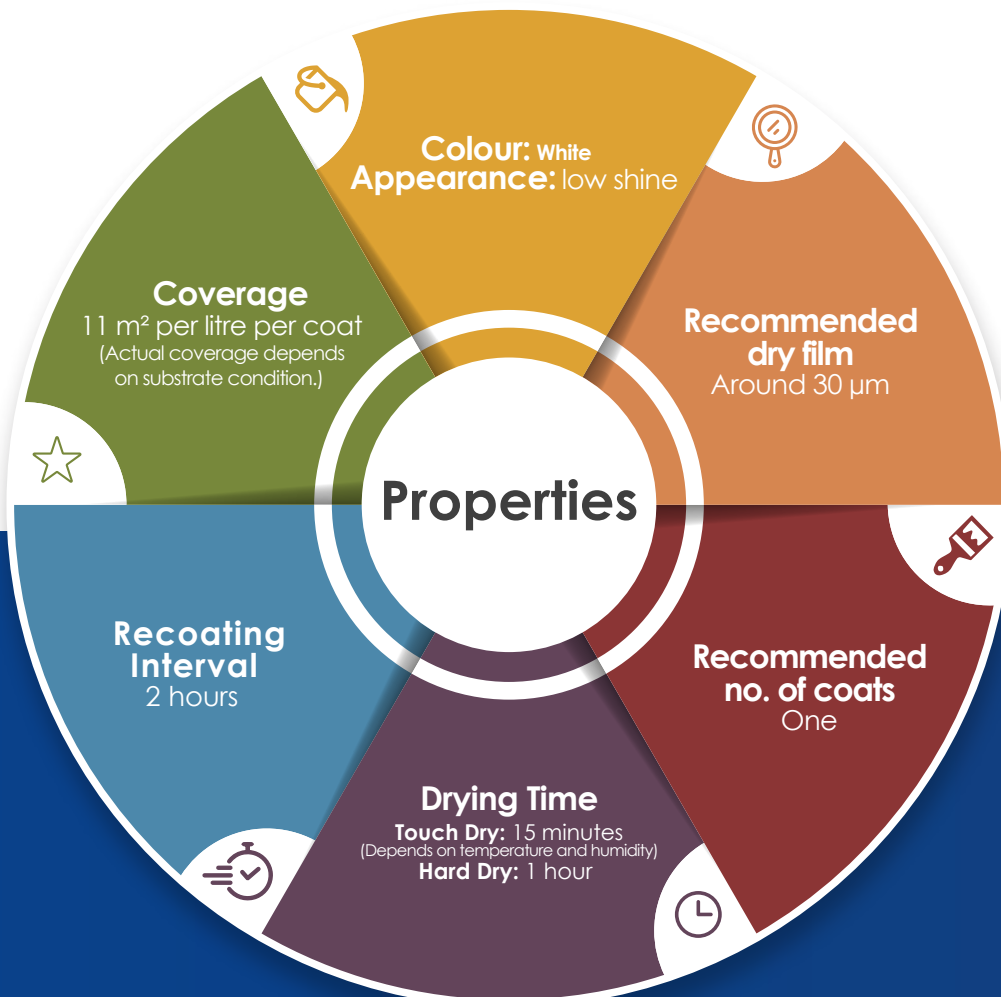 Colour: White
Appearance: low shine
Coverage
11 m² per litre per coat
(Actual coverage depends
on substrate condition.)
Recommended
dry film
Around 30 µm
Properties
Recoating
Interval
2 hours
Recommended
no. of coats
One
Drying Time
Touch Dry: 15 minutes
(Depends on temperature and humidity)
Hard Dry: 1 hour